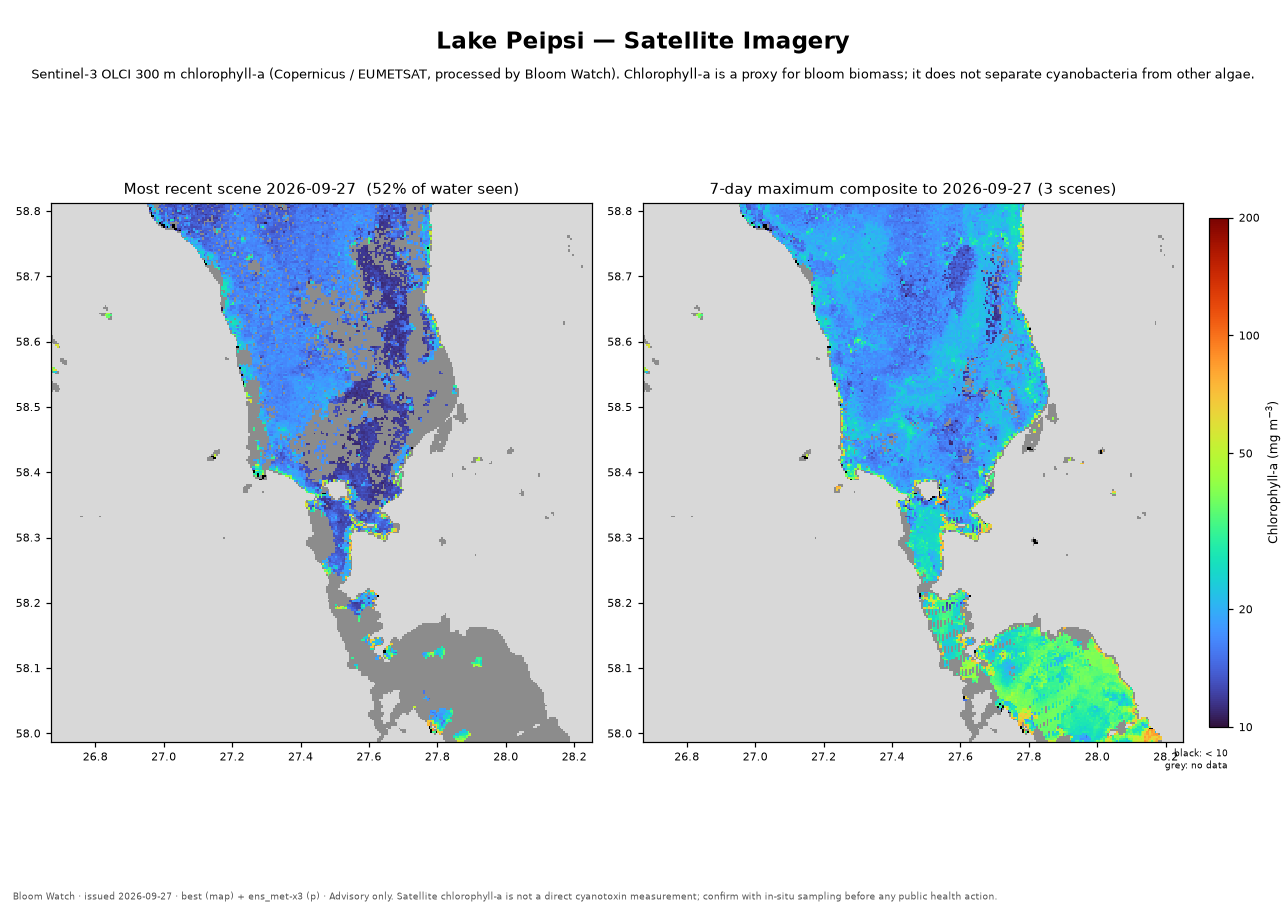 Lake Peipsi — Satellite Imagery
Sentinel-3 OLCI 300 m chlorophyll-a (Copernicus / EUMETSAT, processed by Bloom Watch). Chlorophyll-a is a proxy for bloom biomass; it does not separate cyanobacteria from other algae.
Most recent scene 2026-09-27 (52% of water seen)
58.8
58.7
58.6
58.5
58.4
58.3
58.2
58.1
58.0
26.8 27.0 27.2 27.4 27.6 27.8 28.0 28.2
7-day maximum composite to 2026-09-27 (3 scenes)
58.8
58.7
58.6
58.5
58.4
58.3
58.2
58.1
58.0
26.8 27.0 27.2 27.4 27.6 27.8 28.0 28.2
200
100
50
20
10
Chlorophyll-a (mg m⁻³)
black: < 10
grey: no data
Bloom Watch · issued 2026-09-27 · best (map) + ens_met-x3 (p) · Advisory only. Satellite chlorophyll-a is not a direct cyanotoxin measurement; confirm with in-situ sampling before any public health action.